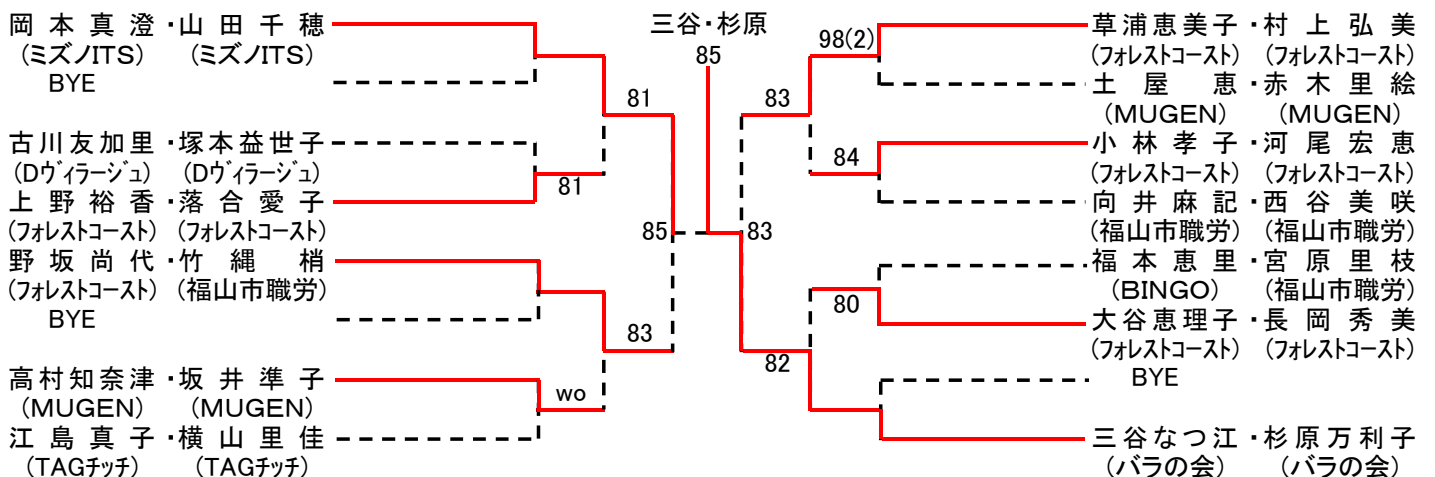 岡本真澄・山田千穂
(ミズノITS) (ミズノITS)
BYE
81
古川友加里・塚本益世子
(Dヴィラージュ) (Dヴィラージュ)
81
上野裕香・落合愛子
(フォレストコースト) (フォレストコースト)
85
野坂尚代・竹縄梢
(フォレストコースト) (福山市職労)
BYE
83
高村知奈津・坂井準子
(MUGEN) (MUGEN)
wo
江島真子・横山里佳
(TAGチッチ) (TAGチッチ)
三谷・杉原
85
98(2)
草浦恵美子・村上弘美
(フォレストコースト) (フォレストコースト)
土屋恵・赤木里絵
(MUGEN) (MUGEN)
83
小林孝子・河尾宏恵
(フォレストコースト) (フォレストコースト)
84
向井麻記・西谷美咲
(福山市職労) (福山市職労)
83
福本恵里・宮原里枝
(BINGO) (福山市職労)
80
大谷恵理子・長岡秀美
(フォレストコースト) (フォレストコースト)
82
BYE
三谷なつ江・杉原万利子
(バラの会) (バラの会)